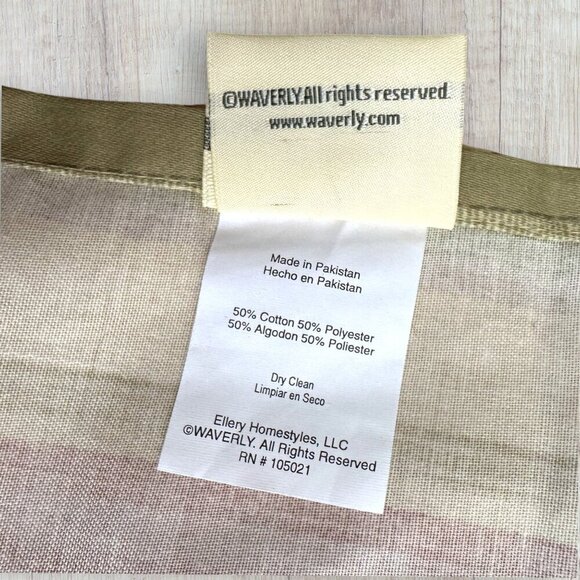 ©WAVERLY.All rights reserved.
www.waverly.com
Made in Pakistan
Hecho en Pakistan
50% Cotton 50% Polyester
50% Algodon 50% Poliester
Dry Clean
Limpiar en Seco
Ellery Homestyles, LLC
©WAVERLY. All Rights Reserved
RN # 105021